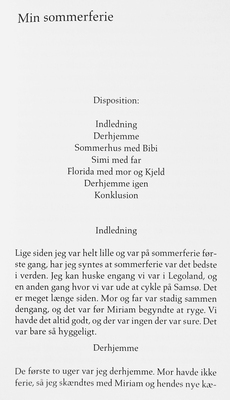 Min sommerferie
Disposition:
Indledning
Derhjemme
Sommerhus med Bibi
Simi med far
Florida med mor og Kjeld
Derhjemme igen
Konklusion
Indledning
Lige siden jeg var helt lille og var på sommerferie før-
ste gang, har jeg syntes at sommerferie var det bedste
i verden. Jeg kan huske engang vi var i Legoland, og
en anden gang hvor vi var ude at cykle på Samsø. Det
er meget længe siden. Mor og far var stadig sammen
dengang, og det var før Miriam begyndte at ryge. Vi
havde det altid godt, og der var ingen der var sure. Det
var bare så hyggeligt.
Derhjemme
De første to uger var jeg derhjemme. Mor havde ikke
ferie, så jeg skændtes med Miriam og hendes nye kæ-